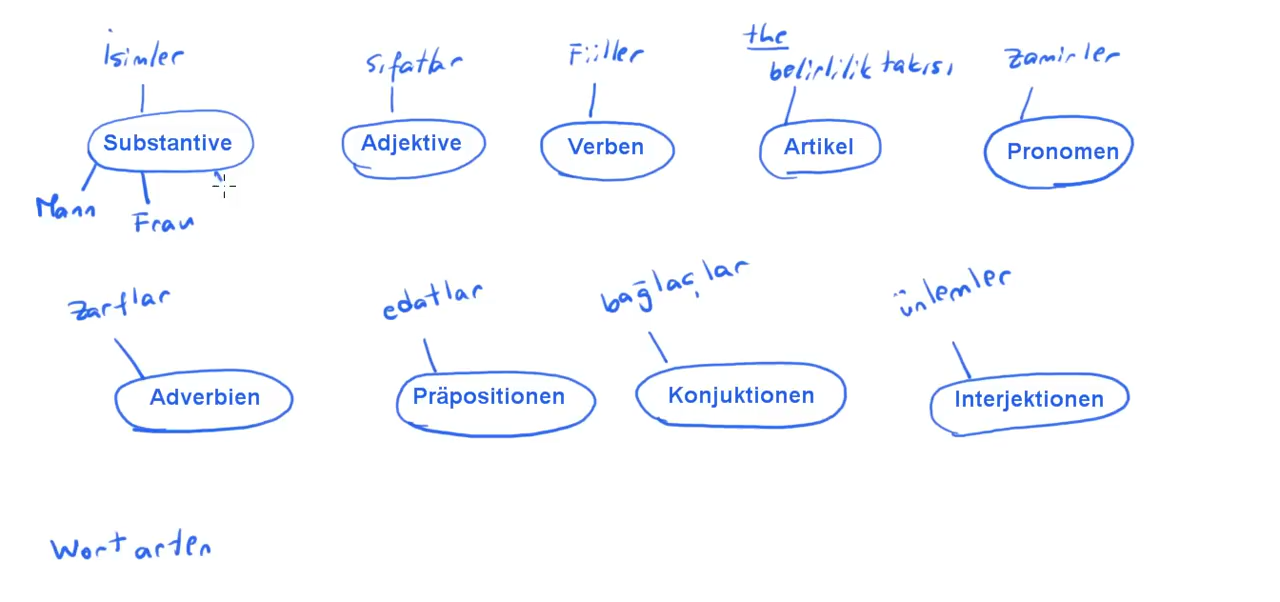 İsimler
Sıfatlar
Fiiller
the
belirlilik takısı
Zamirler
Substantive
Adjektive
Verben
Artikel
Pronomen
Mann
Frau
Zarflar
edatlar
bağlaçlar
ünlemler
Adverbien
Präpositionen
Konjuktionen
Interjektionen
Wortarten